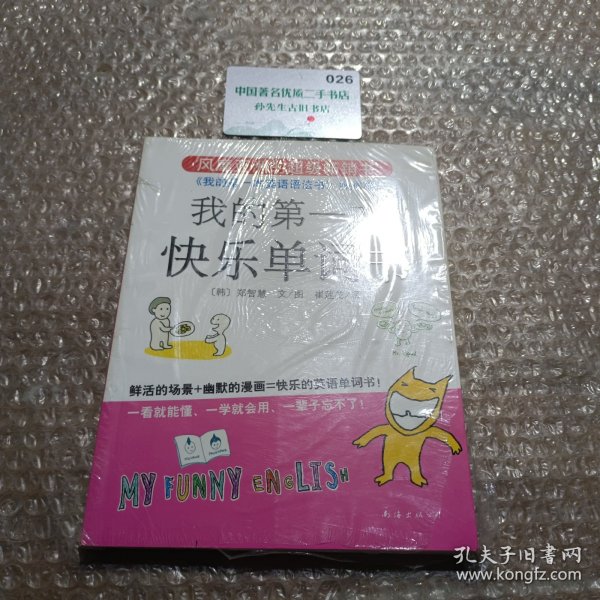 026
中国著名优质二手书店
孙先生古旧书店
《我的第一本英语语法书》
我的第一
快乐单词书
〔韩〕郑智慧 文/图 崔莲花
鲜活的场景+幽默的漫画=快乐的英语单词书！
一看就能懂、一学就会用、一辈子忘不了！
MY FUNNY ENGLISH
南海出版公司
孔夫子旧书网
www.kongfz.com